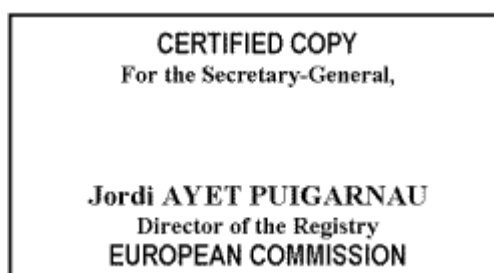 CERTIFIED COPY
For the Secretary-General,
Jordi AYET PUIGARNAU
Director of the Registry
EUROPEAN COMMISSION